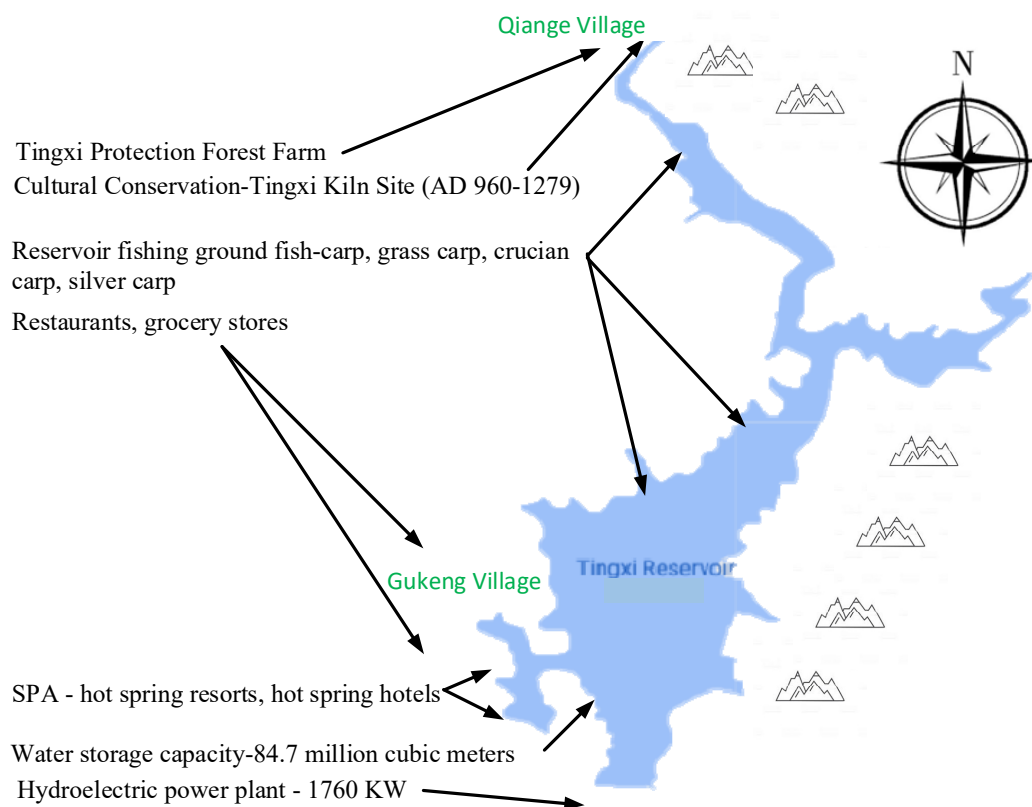 Qiange Village
N
Tingxi Protection Forest Farm
Cultural Conservation-Tingxi Kiln Site (AD 960-1279)
Reservoir fishing ground fish-carp, grass carp, crucian
carp, silver carp
Restaurants, grocery stores
Tingxi Reservoir
Gukeng Village
SPA - hot spring resorts, hot spring hotels
Water storage capacity-84.7 million cubic meters
Hydroelectric power plant - 1760 KW